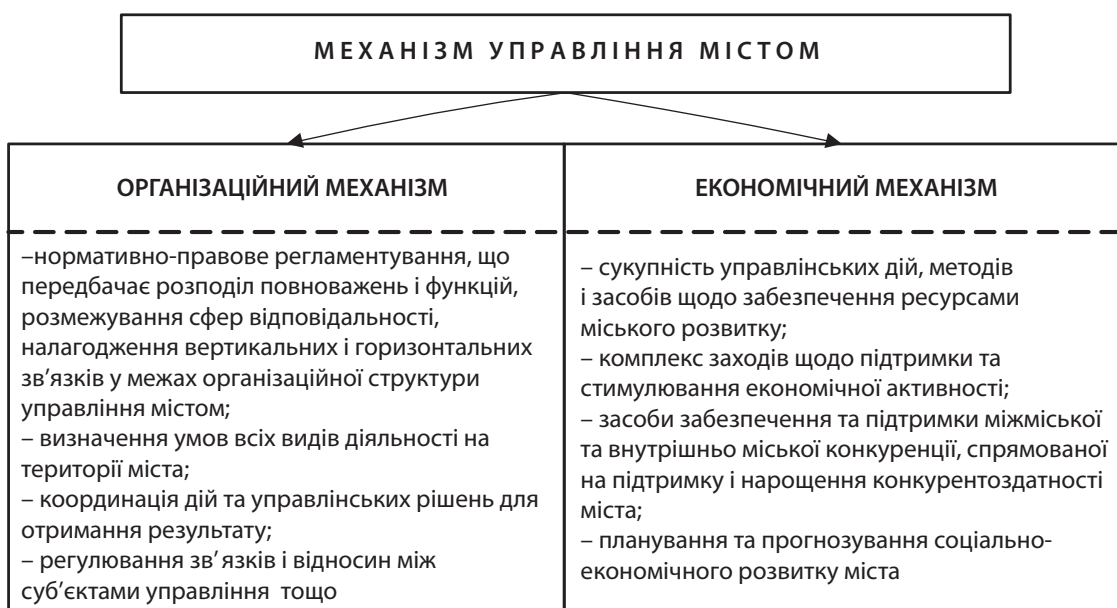 МЕХАНІЗМ УПРАВЛІННЯ МІСТОМ
ОРГАНІЗАЦІЙНИЙ МЕХАНІЗМ
–нормативно-правове регламентування, що
передбачає розподіл повноважень і функцій,
розмежування сфер відповідальності,
налагодження вертикальних і горизонтальних
зв’язків у межах організаційної структури
управління містом;
– визначення умов всіх видів діяльності на
території міста;
– координація дій та управлінських рішень для
отримання результату;
– регулювання зв’ язків і відносин між
суб’єктами управління тощо
ЕКОНОМІЧНИЙ МЕХАНІЗМ
– сукупність управлінських дій, методів
і засобів щодо забезпечення ресурсами
міського розвитку;
– комплекс заходів щодо підтримки та
стимулювання економічної активності;
– засоби забезпечення та підтримки міжміської
та внутрішньо міської конкуренції, спрямованої
на підтримку і нарощення конкурентоздатності
міста;
– планування та прогнозування соціально-
економічного розвитку міста